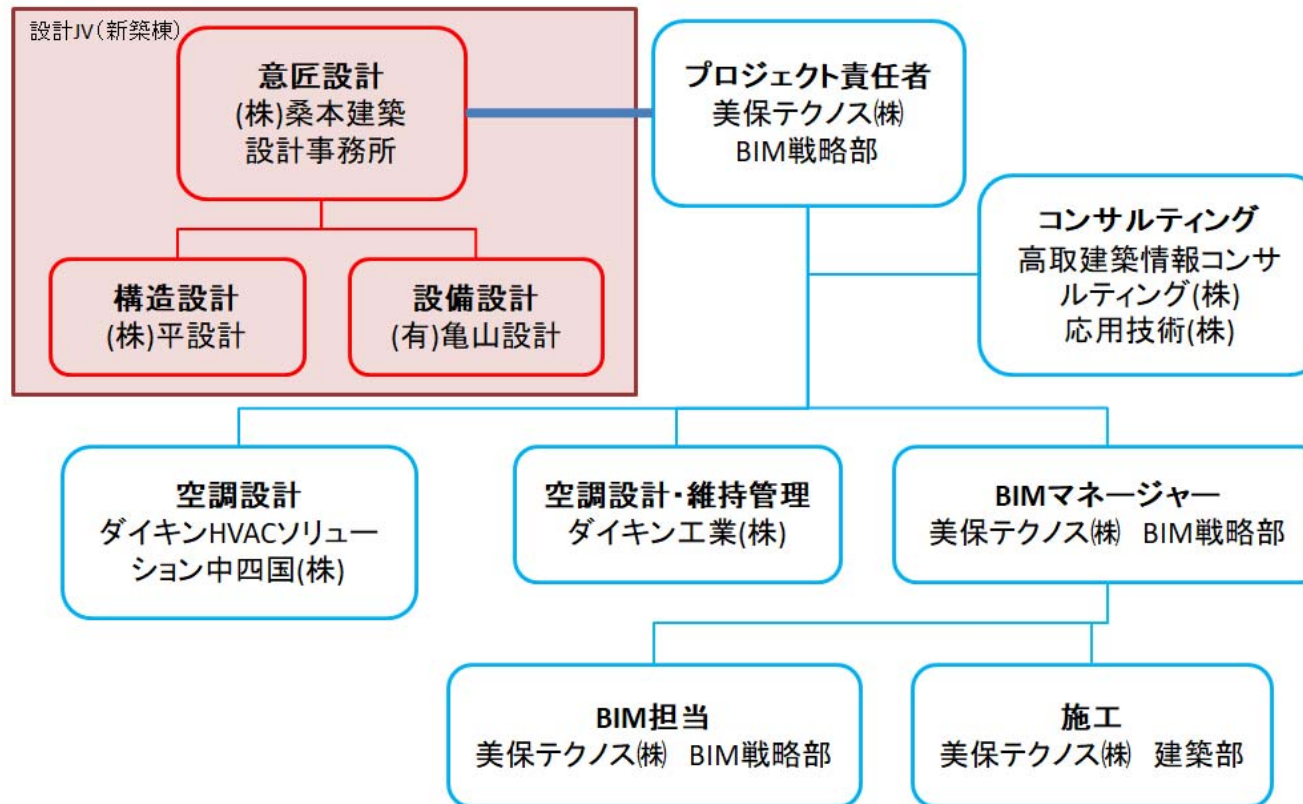 設計JV(新築棟)
意匠設計
(株)桑本建築
設計事務所
構造設計
(株)平設計
設備設計
(有)亀山設計
プロジェクト責任者
美保テクノス㈱
BIM戦略部
コンサルティング
高取建築情報コンサ
ルティング(株)
応用技術(株)
空調設計
ダイキンHVACソリュー
ション中四国(株)
空調設計・維持管理
ダイキン工業(株)
BIMマネージャー
美保テクノス㈱ BIM戦略部
BIM担当
美保テクノス㈱ BIM戦略部
施工
美保テクノス㈱ 建築部